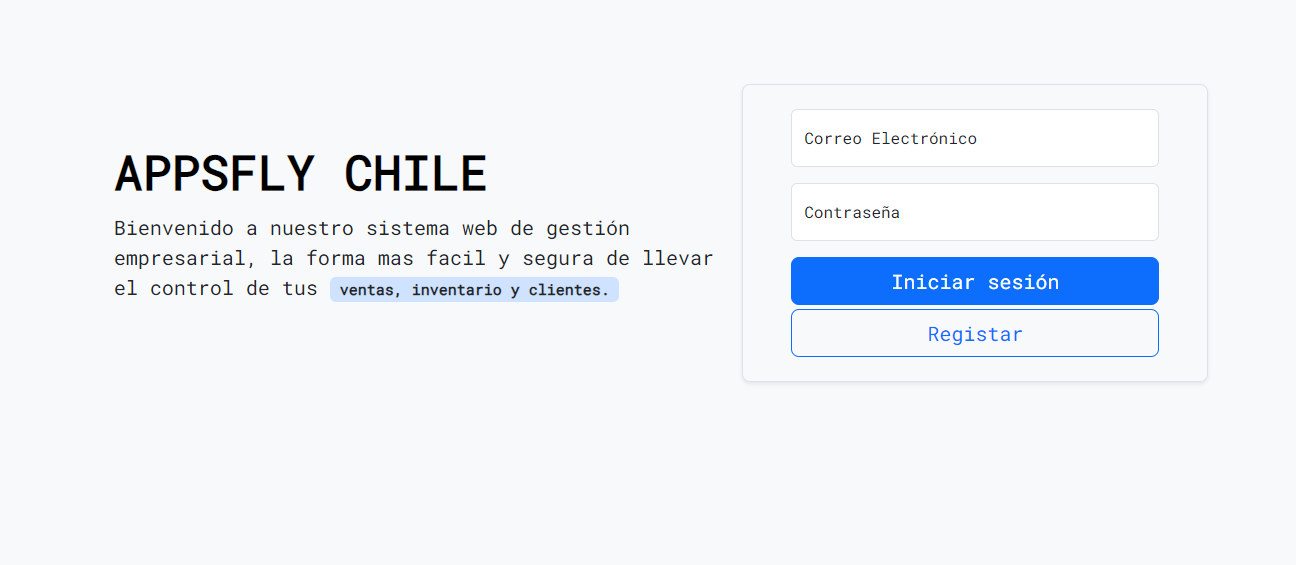 APPSFLY CHILE
Bienvenido a nuestro sistema web de gestión
empresarial, la forma mas facil y segura de llevar
el control de tus ventas, inventario y clientes.
Correo Electrónico
Contraseña
Iniciar sesión
Registar